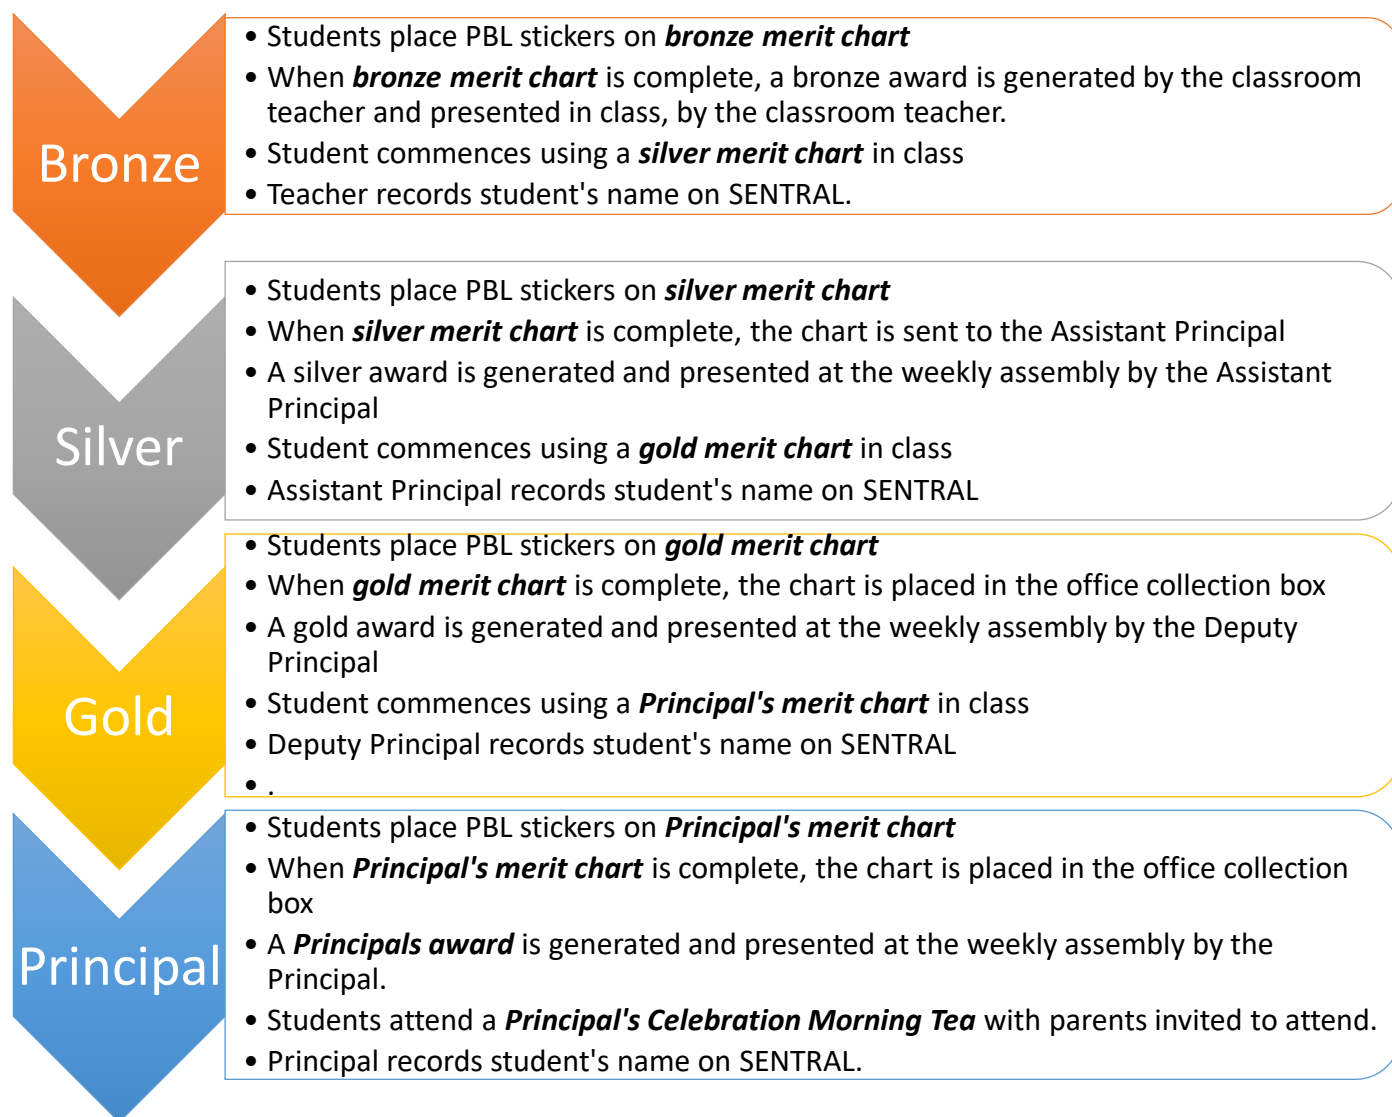 Bronze
• Students place PBL stickers on bronze merit chart
• When bronze merit chart is complete, a bronze award is generated by the classroom
teacher and presented in class, by the classroom teacher.
• Student commences using a silver merit chart in class
• Teacher records student's name on SENTRAL.
Silver
• Students place PBL stickers on silver merit chart
• When silver merit chart is complete, the chart is sent to the Assistant Principal
• A silver award is generated and presented at the weekly assembly by the Assistant
Principal
• Student commences using a gold merit chart in class
• Assistant Principal records student's name on SENTRAL
Gold
• Students place PBL stickers on gold merit chart
• When gold merit chart is complete, the chart is placed in the office collection box
• A gold award is generated and presented at the weekly assembly by the Deputy
Principal
• Student commences using a Principal's merit chart in class
• Deputy Principal records student's name on SENTRAL
• .
Principal
• Students place PBL stickers on Principal's merit chart
• When Principal's merit chart is complete, the chart is placed in the office collection
box
• A Principals award is generated and presented at the weekly assembly by the
Principal.
• Students attend a Principal's Celebration Morning Tea with parents invited to attend.
• Principal records student's name on SENTRAL.